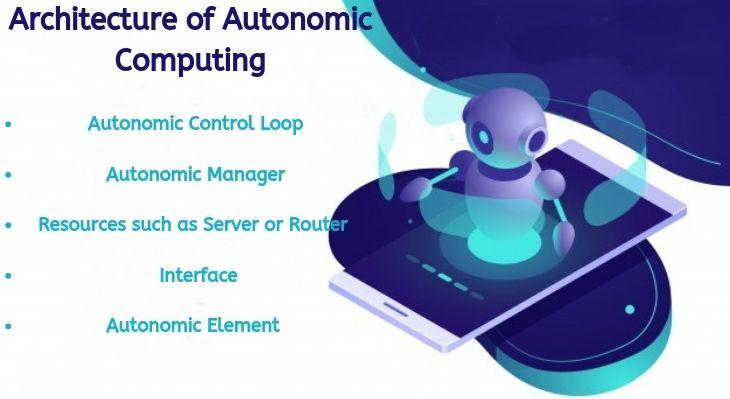 Architecture of Autonomic
Computing
Autonomic Control Loop
Autonomic Manager
Resources such as Server or Router
Interface
Autonomic Element